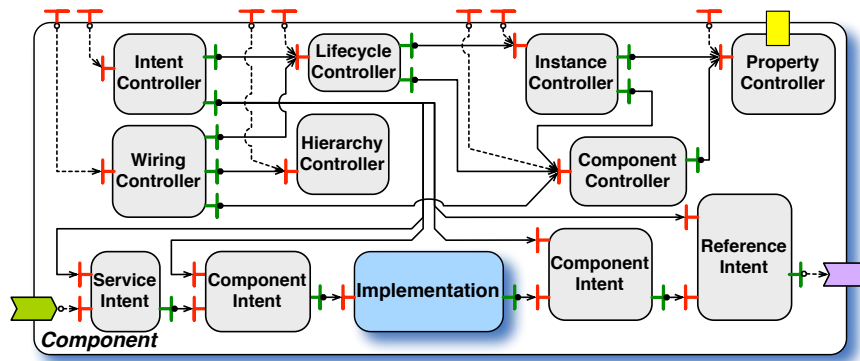 Intent
Controller
Lifecycle
Controller
Instance
Controller
Property
Controller
Wiring
Controller
Hierarchy
Controller
Component
Controller
Service
Intent
Component
Intent
Implementation
Component
Intent
Reference
Intent
Component